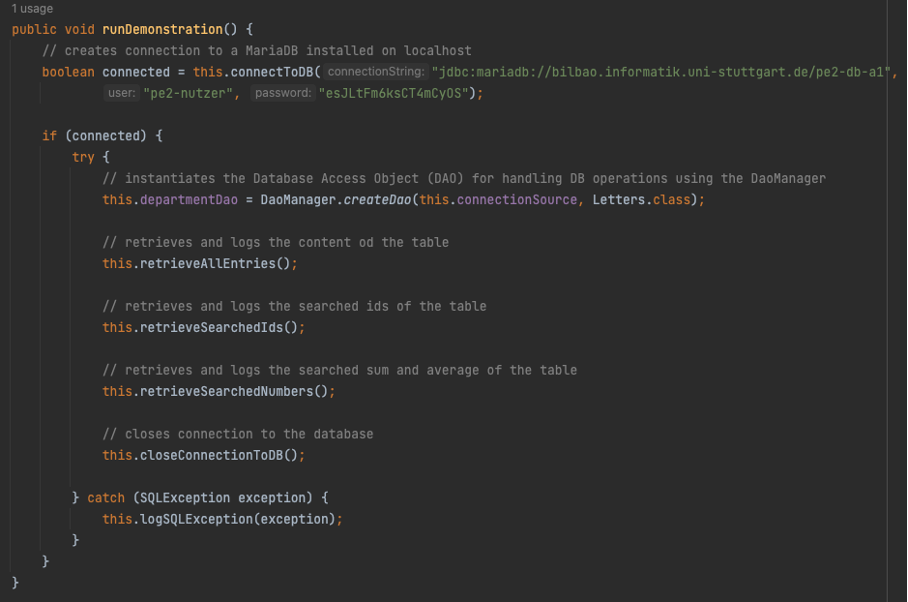 1 usage
public void runDemonstration() {
// creates connection to a MariaDB installed on localhost
boolean connected = this.connectToDB( connectionString: "jdbc:mariadb://bilbao.informatik.uni-stuttgart.de/pe2-db-a1",
user: "pe2-nutzer", password: "esJLtFm6ksCT4mCyOS");
if (connected) {
try {
// instantiates the Database Access Object (DAO) for handling DB operations using the DaoManager
this.departmentDao = DaoManager.createDao(this.connectionSource, Letters.class);
// retrieves and logs the content od the table
this.retrieveAllEntries();
// retrieves and logs the searched ids of the table
this.retrieveSearchedIds();
// retrieves and logs the searched sum and average of the table
this.retrieveSearchedNumbers();
// closes connection to the database
this.closeConnectionToDB();
} catch (SQLException exception) {
this.logSQLException(exception);
}
}
}